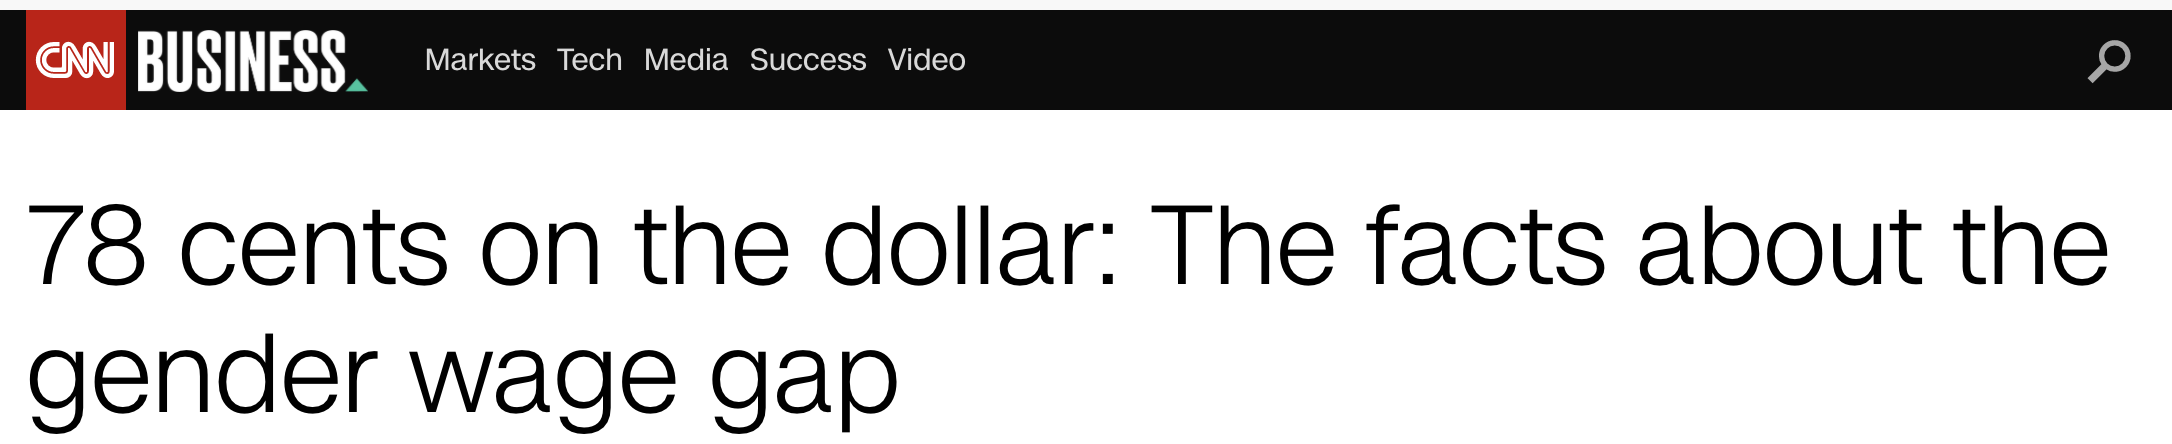 CNN BUSINESS Markets Tech Media Success Video
78 cents on the dollar: The facts about the
gender wage gap